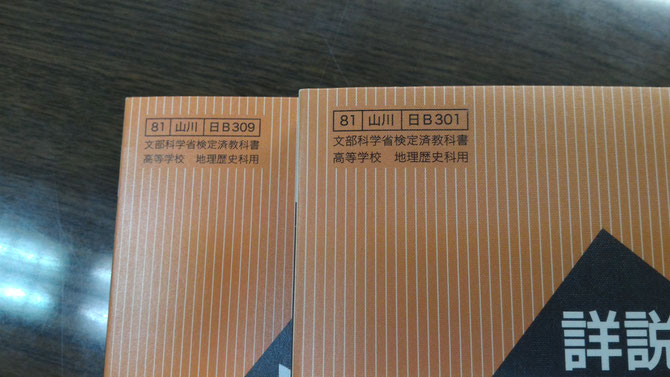 81 山川 日B309
文部科学省検定済教科書
高等学校 地理歴史科用
81 山川 日B301
文部科学省検定済教科書
高等学校 地理歴史科用
詳説